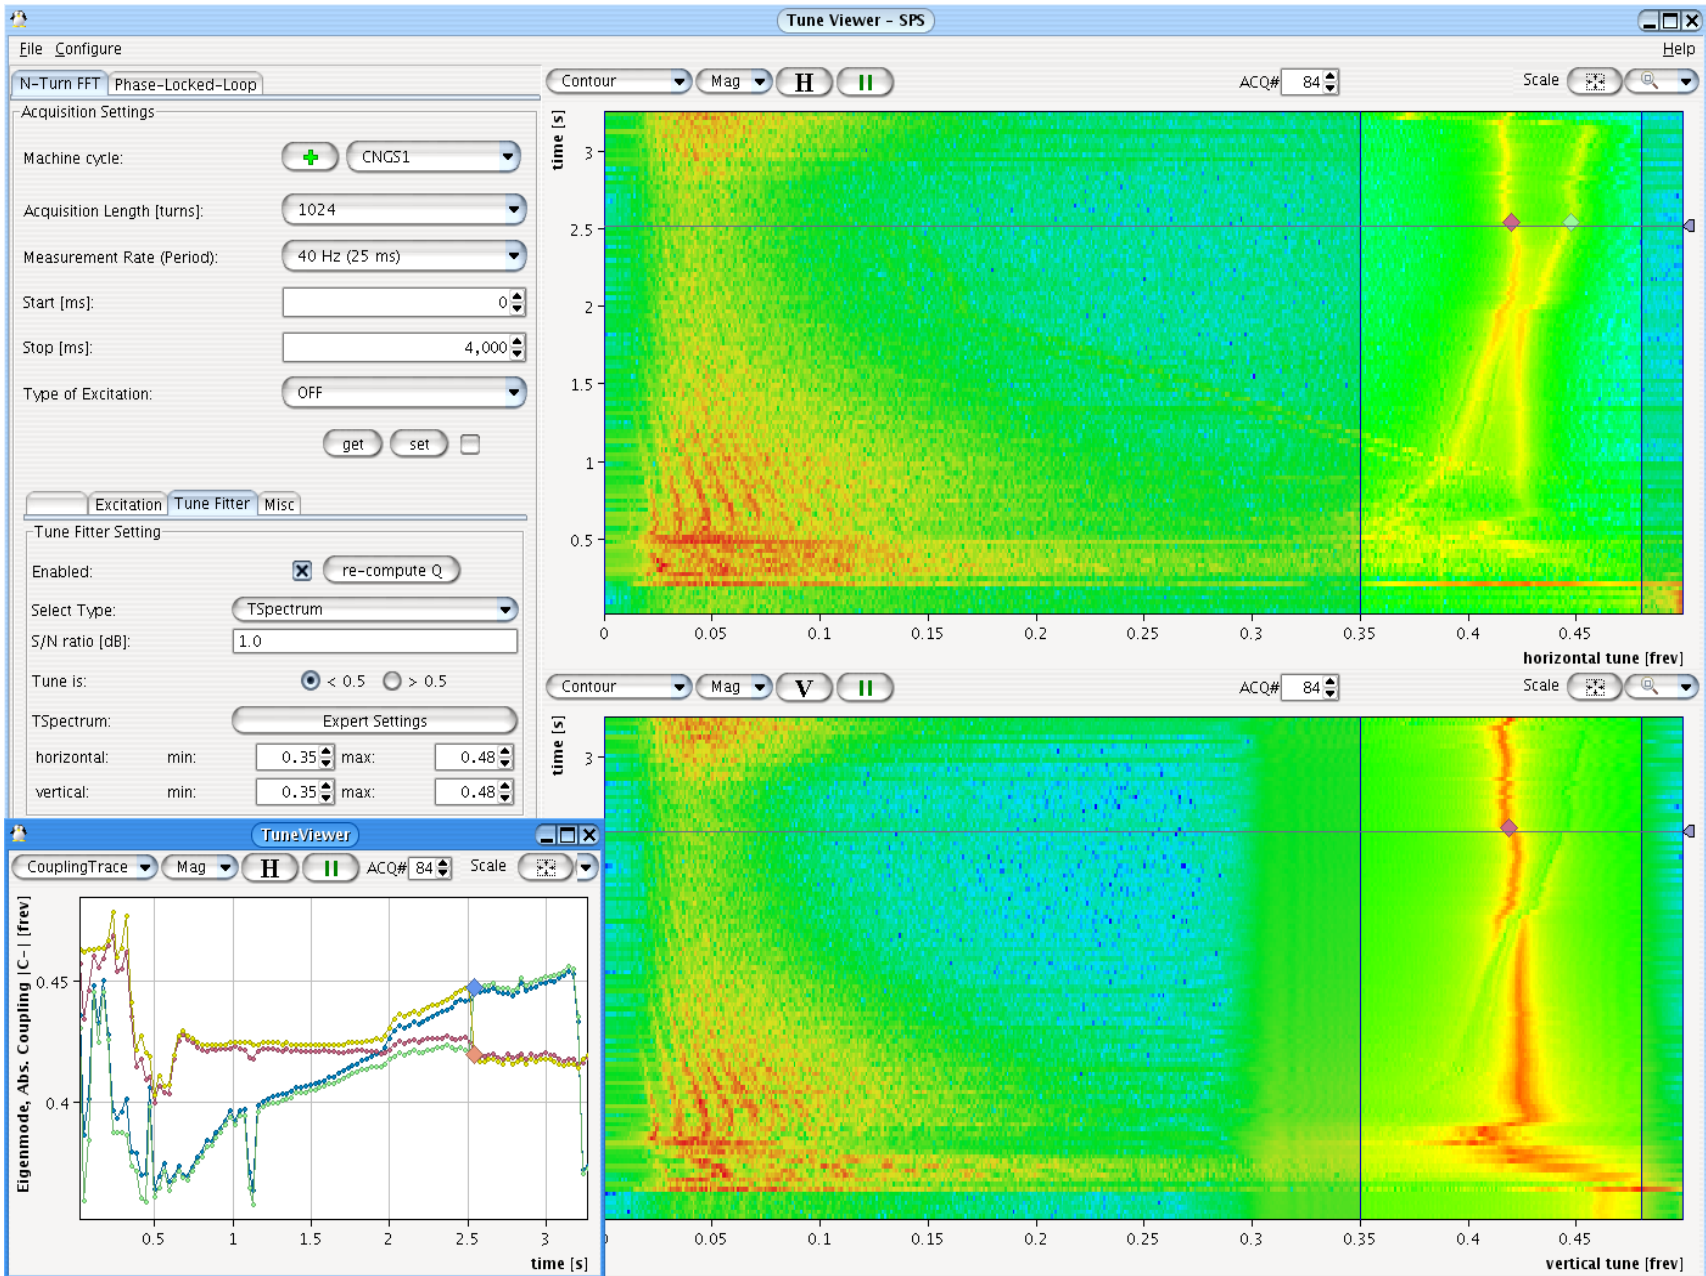 Tune Viewer - SPS
File Configure Help
N-Turn FFT Phase-Locked-Loop
Acquisition Settings
Machine cycle: CNGS1
Acquisition Length [turns]: 1024
Measurement Rate (Period): 40 Hz (25 ms)
Start [ms]: 0
Stop [ms]: 4,000
Type of Excitation: OFF
get set
Excitation Tune Fitter Misc
Tune Fitter Setting
Enabled: re-compute Q
Select Type: TSpectrum
S/N ratio [dB]: 1.0
Tune is: < 0.5 > 0.5
TSpectrum: Expert Settings
horizontal: min: 0.35 max: 0.48
vertical: min: 0.35 max: 0.48
Contour Mag H ACQ# 84 Scale
time [s]
3
2.5
2
1.5
1
0.5
0 0.05 0.1 0.15 0.2 0.25 0.3 0.35 0.4 0.45
horizontal tune [frev]
Contour Mag V ACQ# 84 Scale
time [s]
3
0.05 0.1 0.15 0.2 0.25 0.3 0.35 0.4 0.45
vertical tune [frev]
TuneViewer
CouplingTrace Mag H ACQ# 84 Scale
Eigenmode, Abs. Coupling |C-| [frev]
0.45
0.4
0.5 1 1.5 2 2.5 3
time [s]